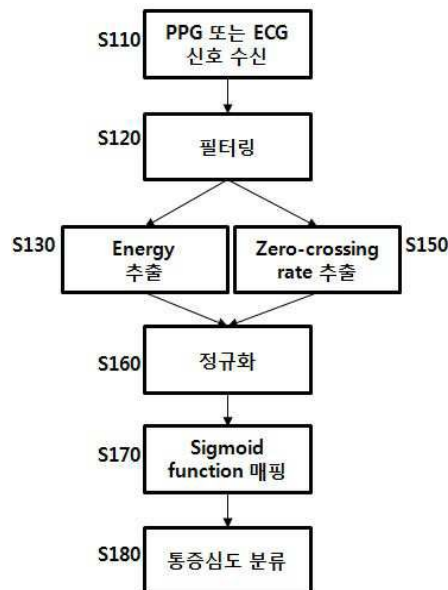 S110
PPG 또는 ECG
신호 수신
S120
필터링
S130
Energy
추출
Zero-crossing
rate 추출
S150
S160
정규화
S170
Sigmoid
function 매핑
S180
통증심도 분류